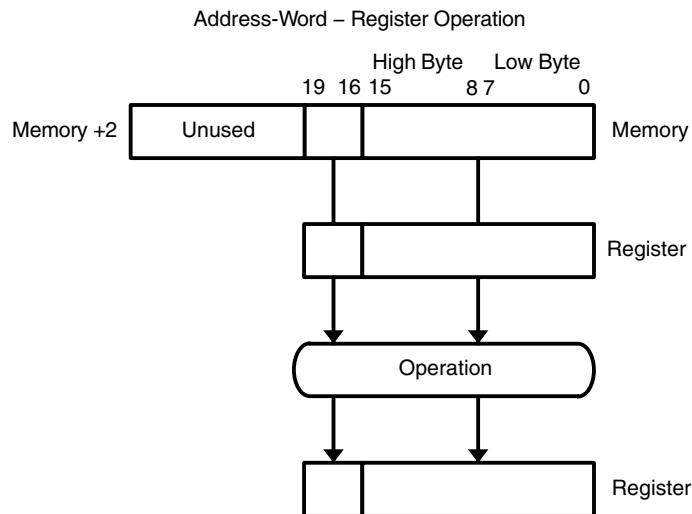 Address-Word – Register Operation
High Byte Low Byte
19 16 15 8 7 0
Memory +2 Unused Memory
Register
Operation
Register